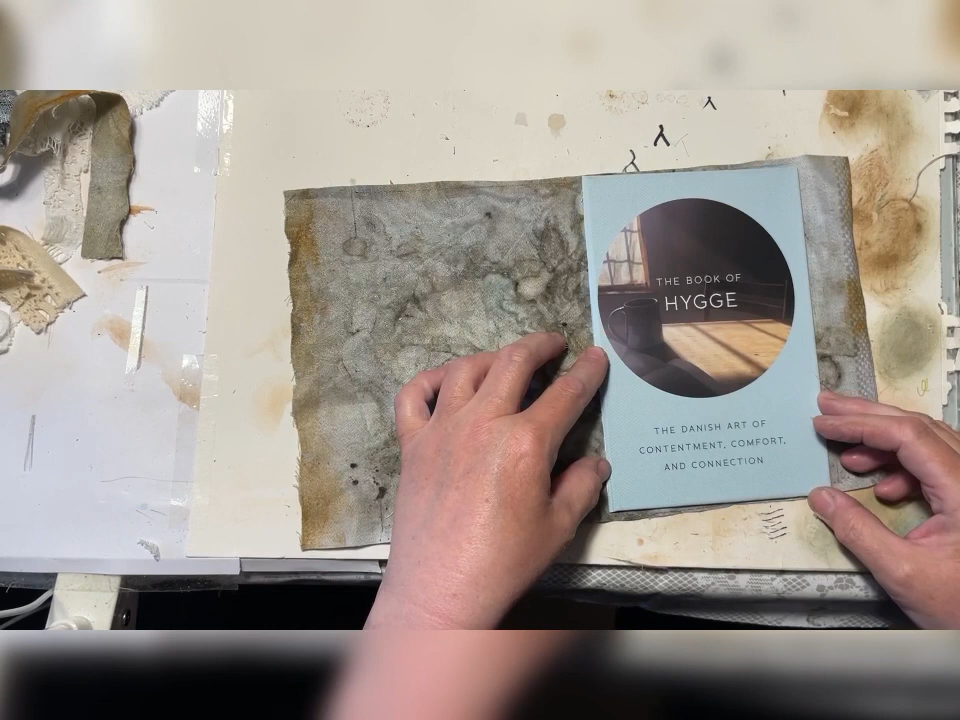 THE BOOK OF
HYGGE
THE DANISH ART OF
CONTENTMENT, COMFORT,
AND CONNECTION